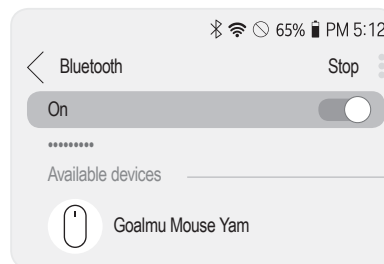 65% PM 5:12
Bluetooth Stop
On
Available devices
Goalmu Mouse Yam